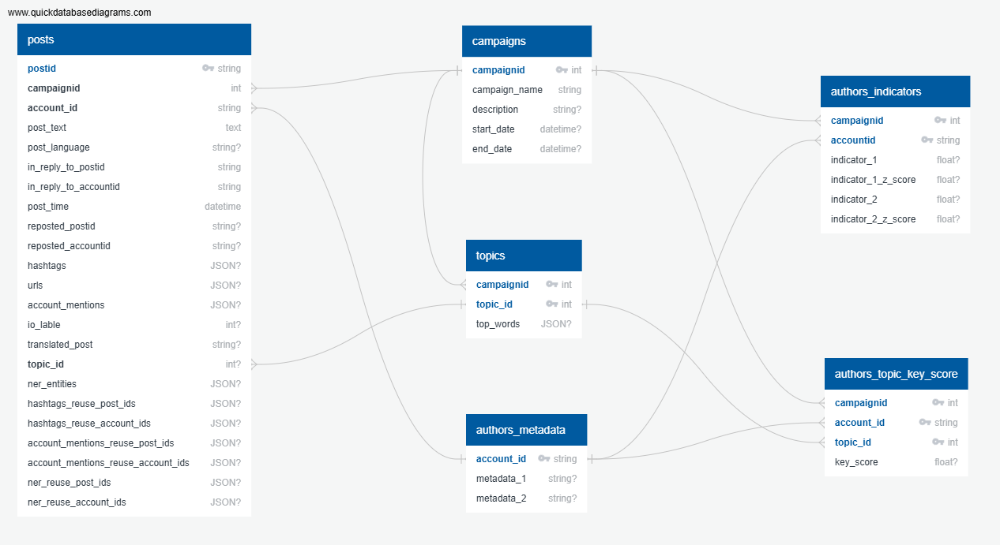 www.quickdatabasediagrams.com
posts
postid string
campaignid int
account_id string
post_text text
post_language string?
in_reply_to_postid string
in_reply_to_accountid string
post_time datetime
reposted_postid string?
reposted_accountid string?
hashtags JSON?
urls JSON?
account_mentions JSON?
io_lable int?
translated_post string?
topic_id int?
ner_entities JSON?
hashtags_reuse_post_ids JSON?
hashtags_reuse_account_ids JSON?
account_mentions_reuse_post_ids JSON?
account_mentions_reuse_account_ids JSON?
ner_reuse_post_ids JSON?
ner_reuse_account_ids JSON?
campaigns
campaignid int
campaign_name string
description string?
start_date datetime?
end_date datetime?
topics
campaignid int
topic_id int
top_words JSON?
authors_metadata
account_id string
metadata_1 string?
metadata_2 string?
authors_indicators
campaignid int
accountid string
indicator_1 float?
indicator_1_z_score float?
indicator_2 float?
indicator_2_z_score float?
authors_topic_key_score
campaignid int
account_id string
topic_id int
key_score float?